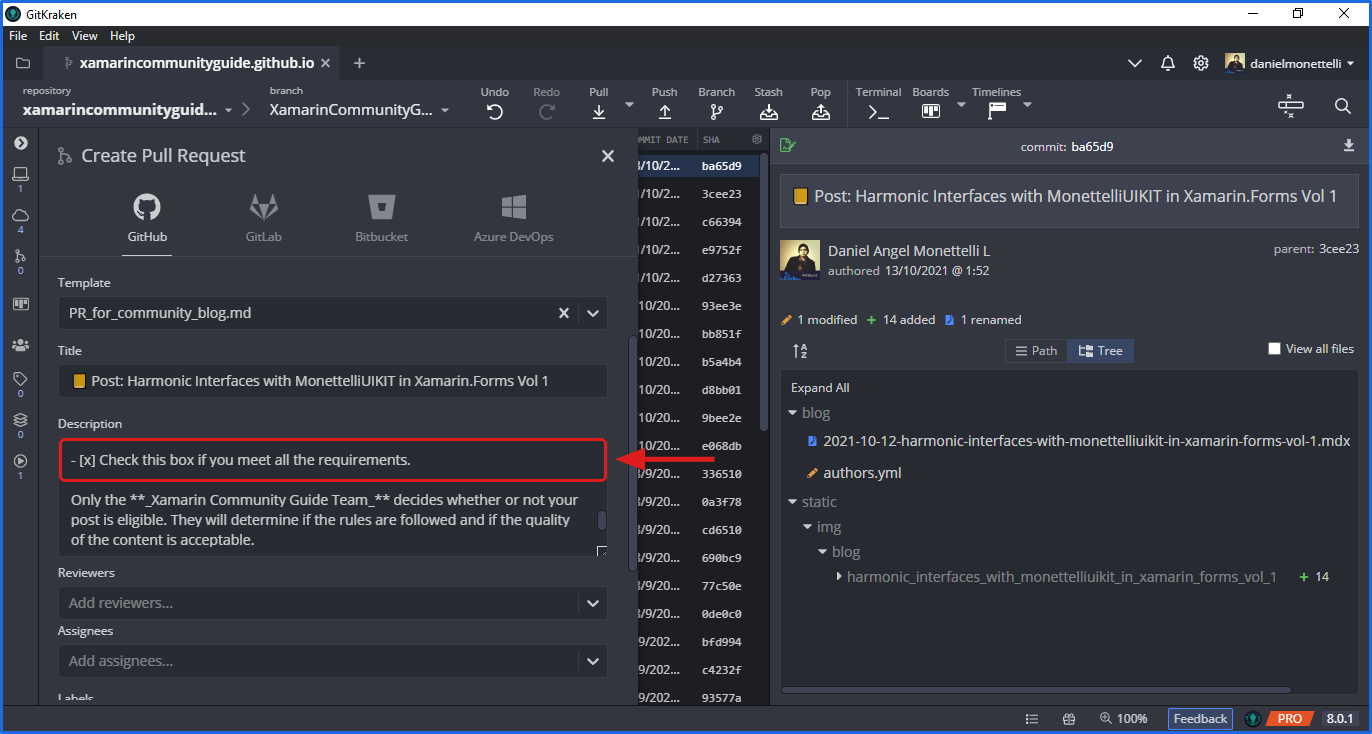 GitKraken
File Edit View Help
xamarincommunityguide.github.io
danielmonettelli
repository
xamarincommunityguid...
branch
XamarinCommunityG...
Undo
Redo
Pull
Push
Branch
Stash
Pop
Terminal
Boards
Timelines
1
4
0
0
0
1
Create Pull Request
GitHub
GitLab
Bitbucket
Azure DevOps
Template
PR_for_community_blog.md
Title
Post: Harmonic Interfaces with MonettelliUIKIT in Xamarin.Forms Vol 1
Description
- [x] Check this box if you meet all the requirements.
Only the **_Xamarin Community Guide Team_** decides whether or not your
post is eligible. They will determine if the rules are followed and if the quality
of the content is acceptable.
Reviewers
Add reviewers...
Assignees
Add assignees...
Labels
DATE SHA
/10/2... ba65d9
/10/2... 3cee23
/10/2... c66394
/10/2... e9752f
/10/2... d27363
10/20... 93ee3e
10/20... bb851f
10/20... b5a4b4
10/20... d8bb01
10/20... 9bee2e
10/20... e068db
/9/20... 336510
/9/20... 0a3f78
/9/20... cd6510
/9/20... 690bc9
/9/20... 77c50e
/9/20... 0de0c0
/9/202... bfd994
/9/202... c4232f
/9/202... 93577a
commit: ba65d9
Post: Harmonic Interfaces with MonettelliUIKIT in Xamarin.Forms Vol 1
Daniel Angel Monettelli L
authored 13/10/2021 @ 1:52
parent: 3cee23
1 modified + 14 added 1 renamed
Path
Tree
View all files
Expand All
blog
2021-10-12-harmonic-interfaces-with-monettelliuikit-in-xamarin-forms-vol-1.mdx
authors.yml
static
img
blog
harmonic_interfaces_with_monettelliuikit_in_xamarin_forms_vol_1 + 14
100%
Feedback
PRO
8.0.1